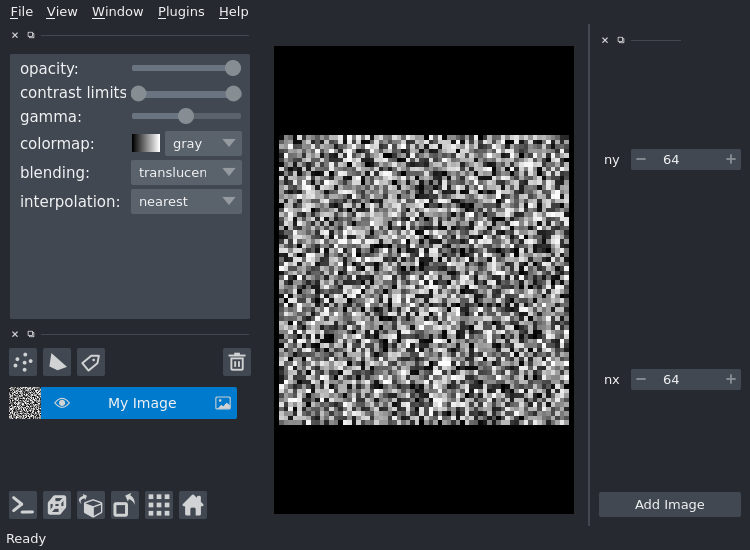 File View Window Plugins Help
opacity:
contrast limits
gamma:
colormap: gray
blending: translucen
interpolation: nearest
My Image
ny 64
nx 64
Add Image
Ready